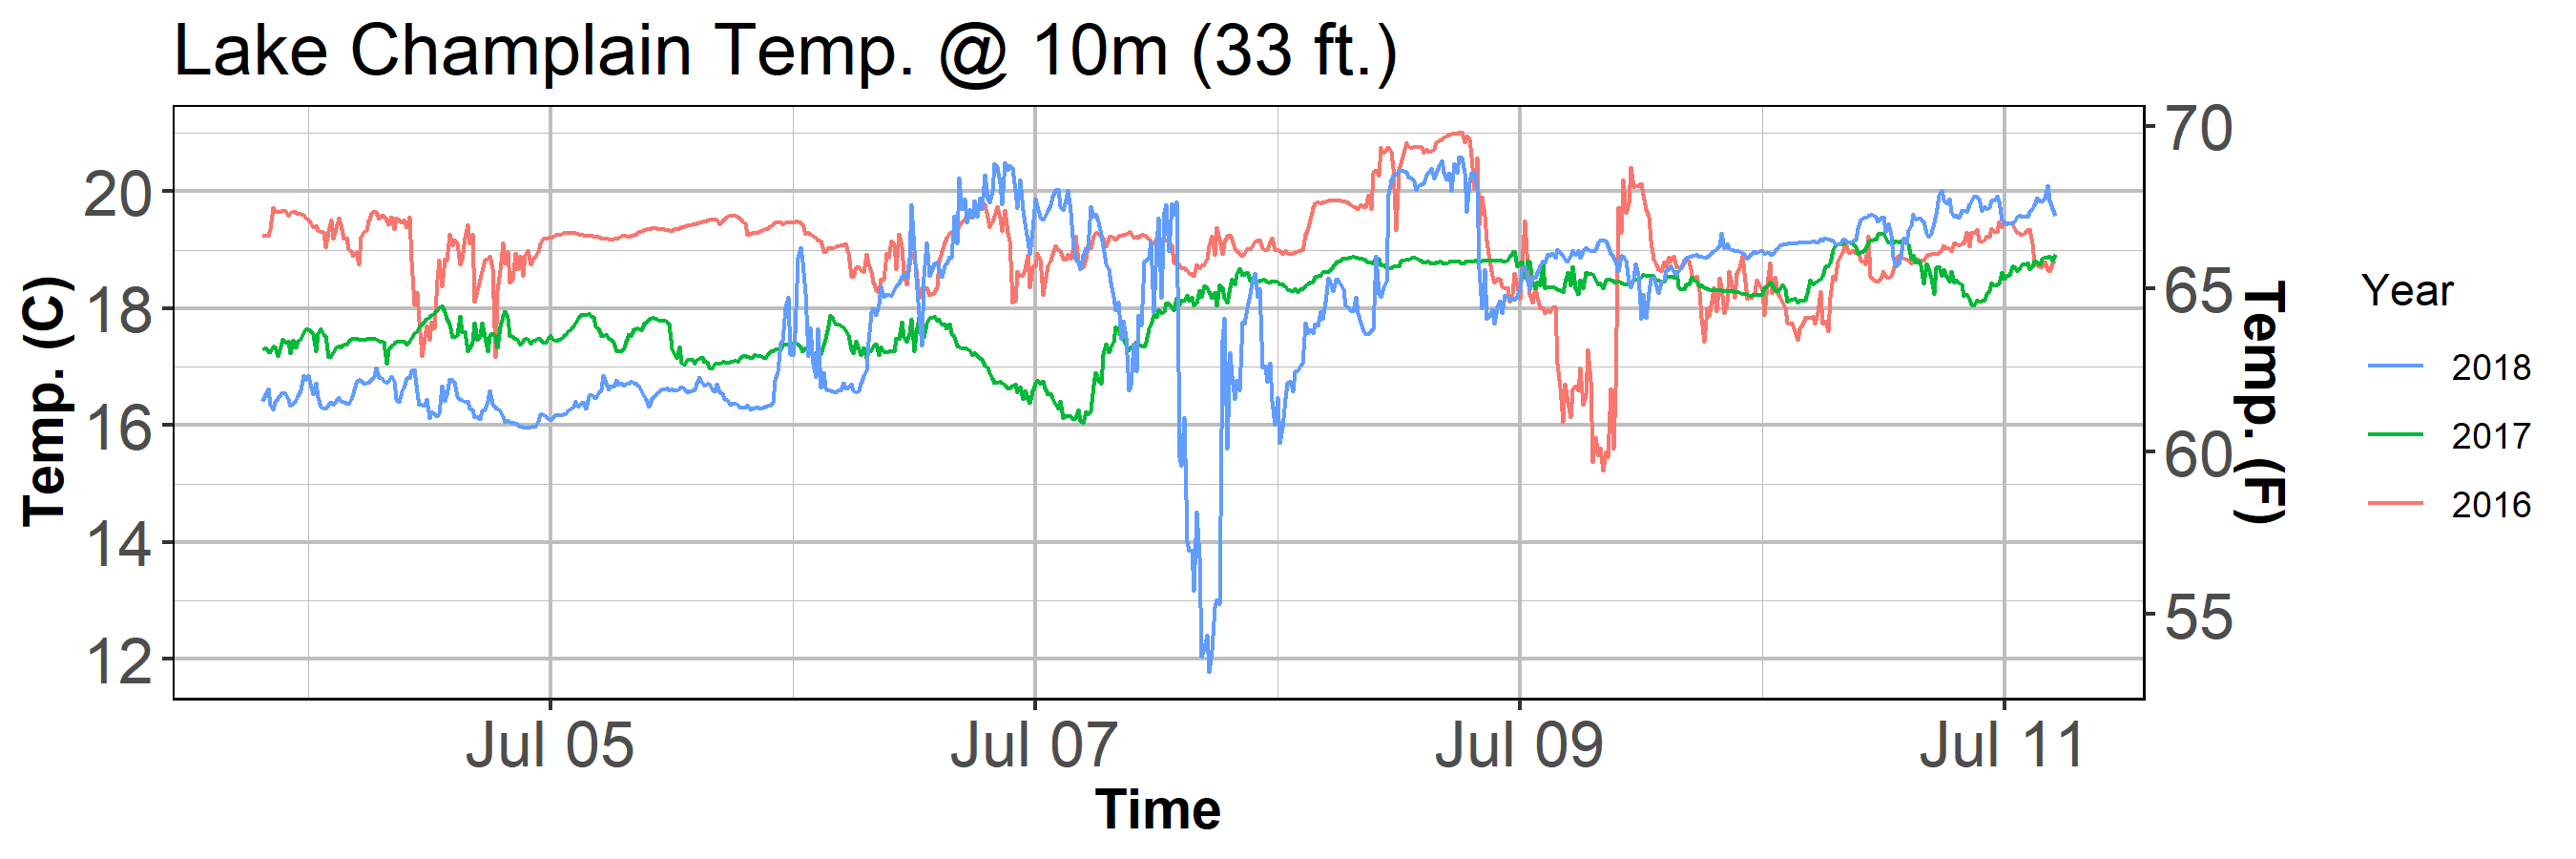 Lake Champlain Temp. @ 10m (33 ft.)
Temp. (C)
20
18
16
14
12
70
65
60
55
Temp. (F)
Jul 05
Jul 07
Jul 09
Jul 11
Time
Year
2018
2017
2016